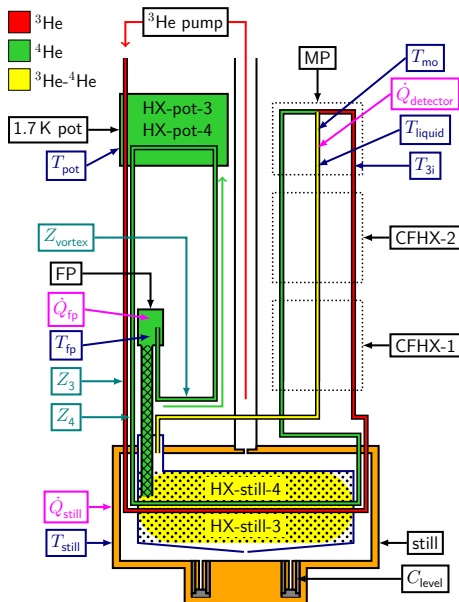 ³He
⁴He
³He-⁴He
³He pump
MP
HX-pot-3
HX-pot-4
1.7 K pot
T_pot
T_mo
Q̇_detector
T_liquid
T_3i
Z_vortex
CFHX-2
FP
Q̇_fp
T_fp
CFHX-1
Z_3
Z_4
HX-still-4
Q̇_still
HX-still-3
T_still
still
C_level